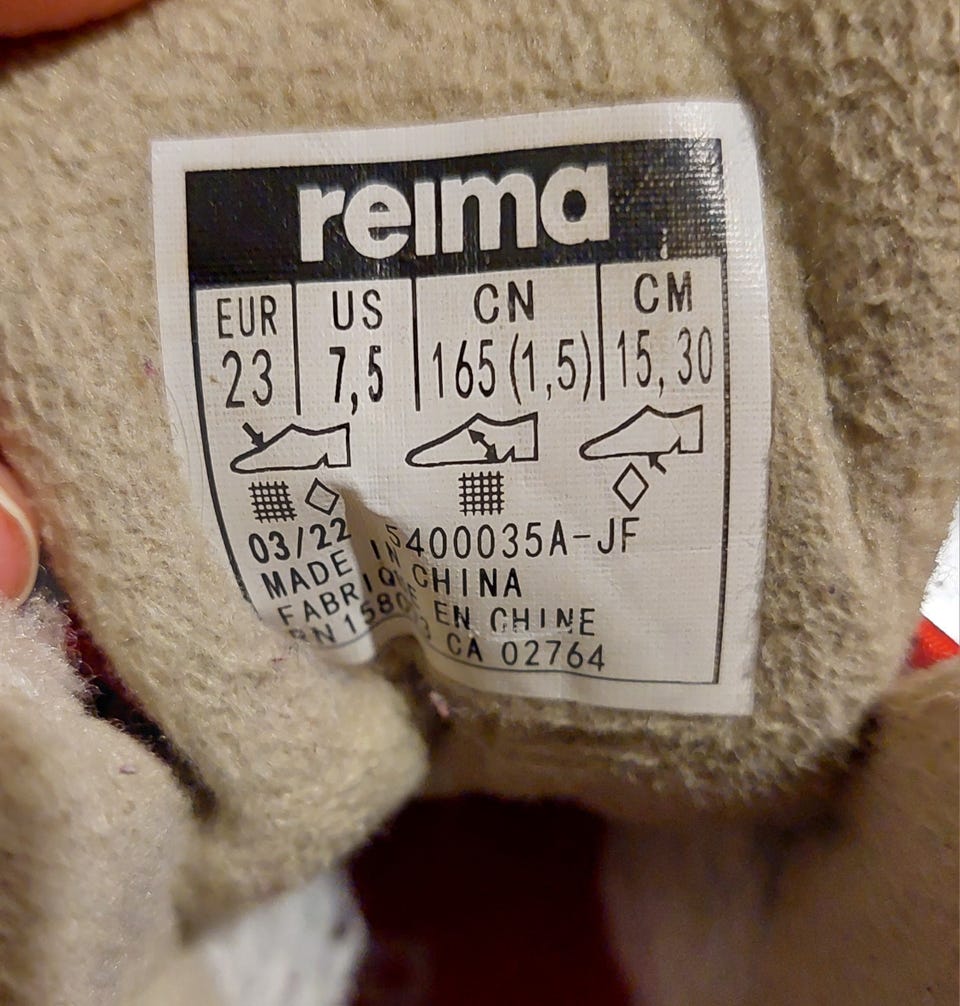 reima
EUR US CN CM
23 7,5 165(1,5) 15,30
03/22 5400035A-JF
MADE IN CHINA
FABRIQUE EN CHINE
CA 02764